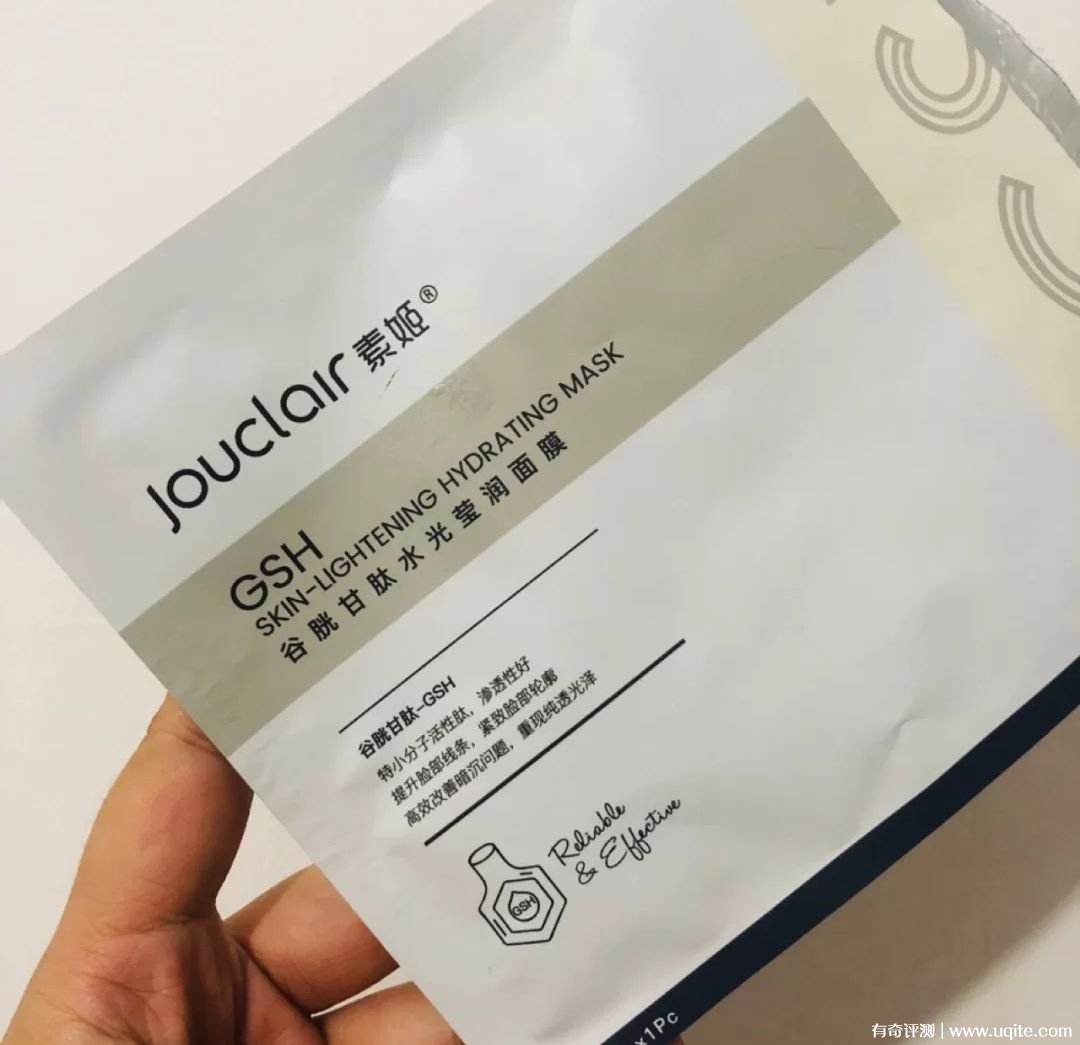 Jouclair 素姬®
GSH
SKIN-LIGHTENING HYDRATING MASK
谷胱甘肽水光莹润面膜
谷胱甘肽-GSH
特小分子活性肽，渗透性好
提升脸部线条，紧致脸部轮廓
高效改善暗沉问题，重现纯透光泽
GSH
Reliable
& Effective
x1Pc
有奇评测 | www.uqite.com